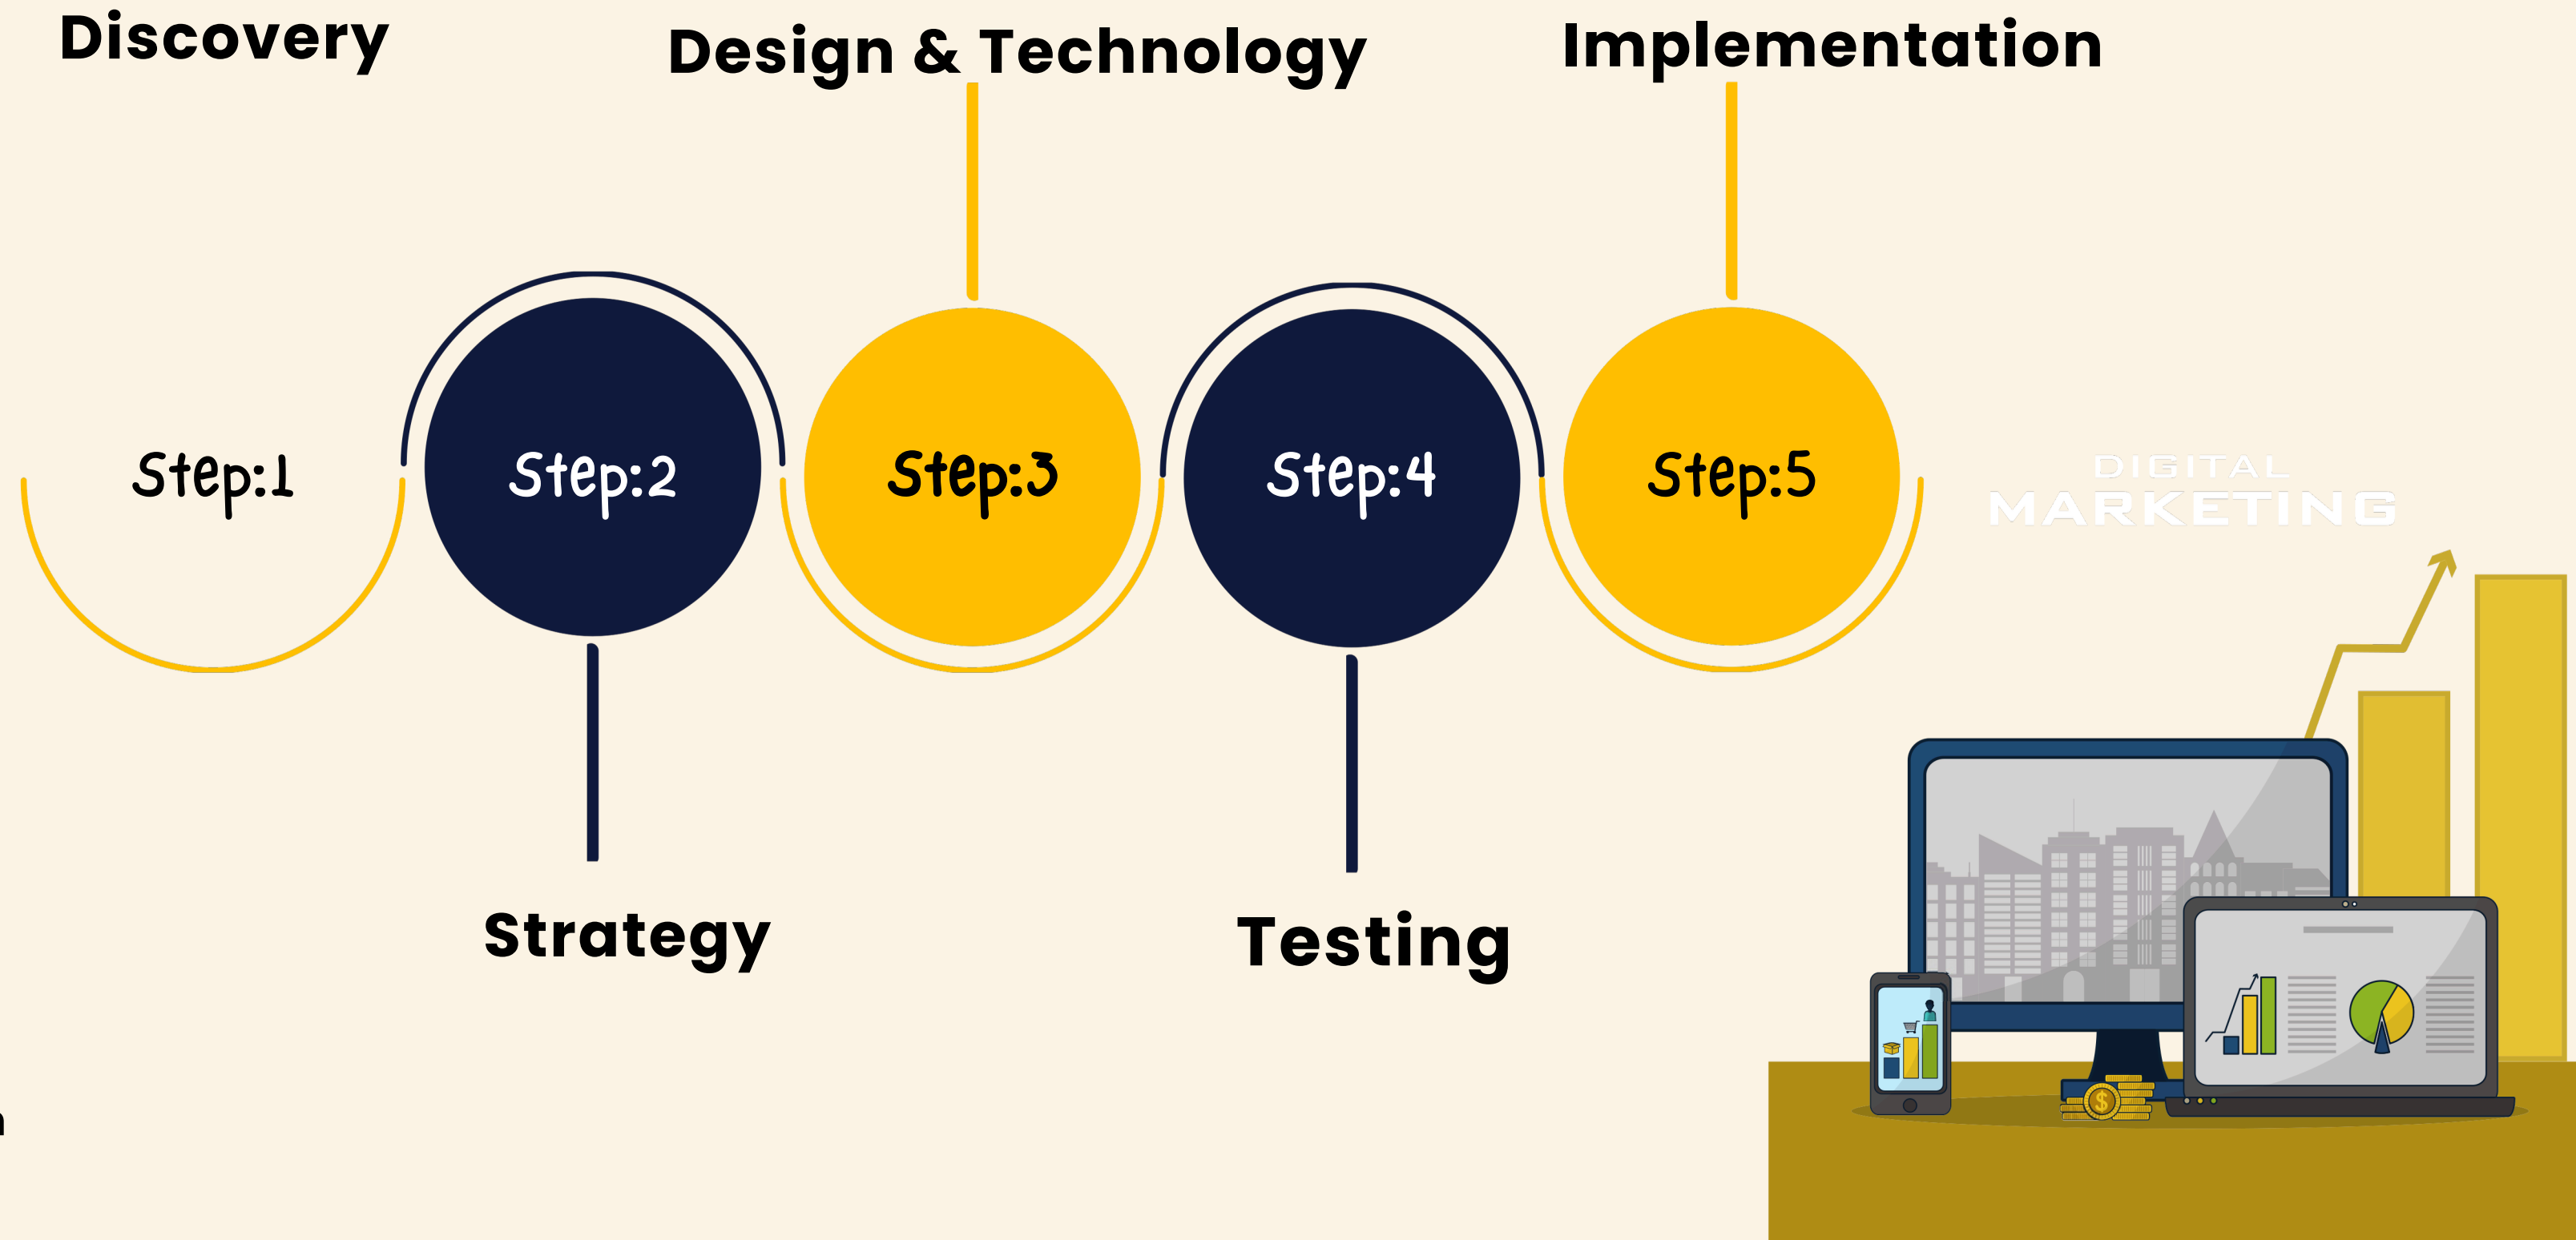 Discovery
Design & Technology
Implementation
Step:1
Step:2
Step:3
Step:4
Step:5
DIGITAL
MARKETING
Strategy
Testing